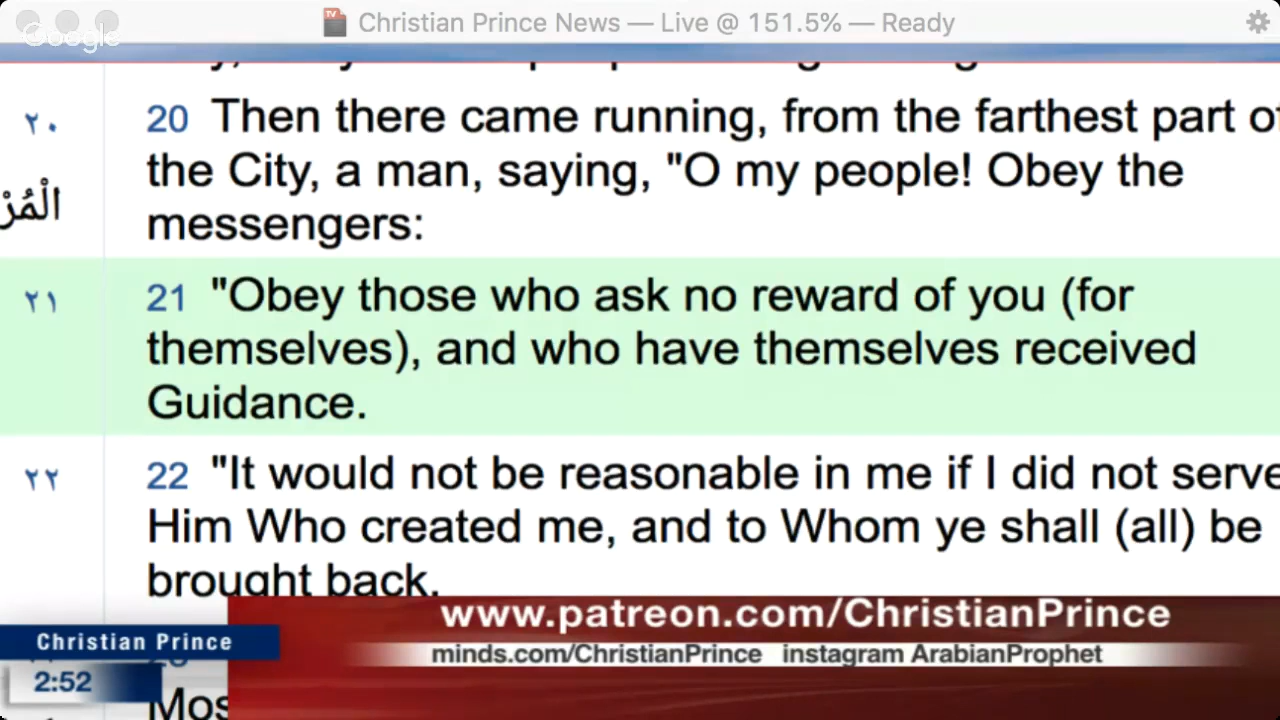 Christian Prince News — Live @ 151.5% — Ready
Google
٢٠
20 Then there came running, from the farthest part of
the City, a man, saying, "O my people! Obey the
messengers:
٢١
21 "Obey those who ask no reward of you (for
themselves), and who have themselves received
Guidance.
٢٢
22 "It would not be reasonable in me if I did not serve
Him Who created me, and to Whom ye shall (all) be
brought back.
www.patreon.com/ChristianPrince
Christian Prince
minds.com/ChristianPrince instagram ArabianProphet
2:52